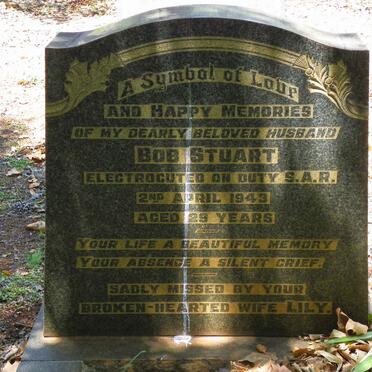 A Symbol of Love
AND HAPPY MEMORIES
OF MY DEARLY BELOVED HUSBAND
BOB STUART
ELECTROCUTED ON DUTY S.A.R.
2ND APRIL 1943
AGED 29 YEARS
YOUR LIFE A BEAUTIFUL MEMORY
YOUR ABSENCE A SILENT GRIEF.
SADLY MISSED BY YOUR
BROKEN-HEARTED WIFE LILY.